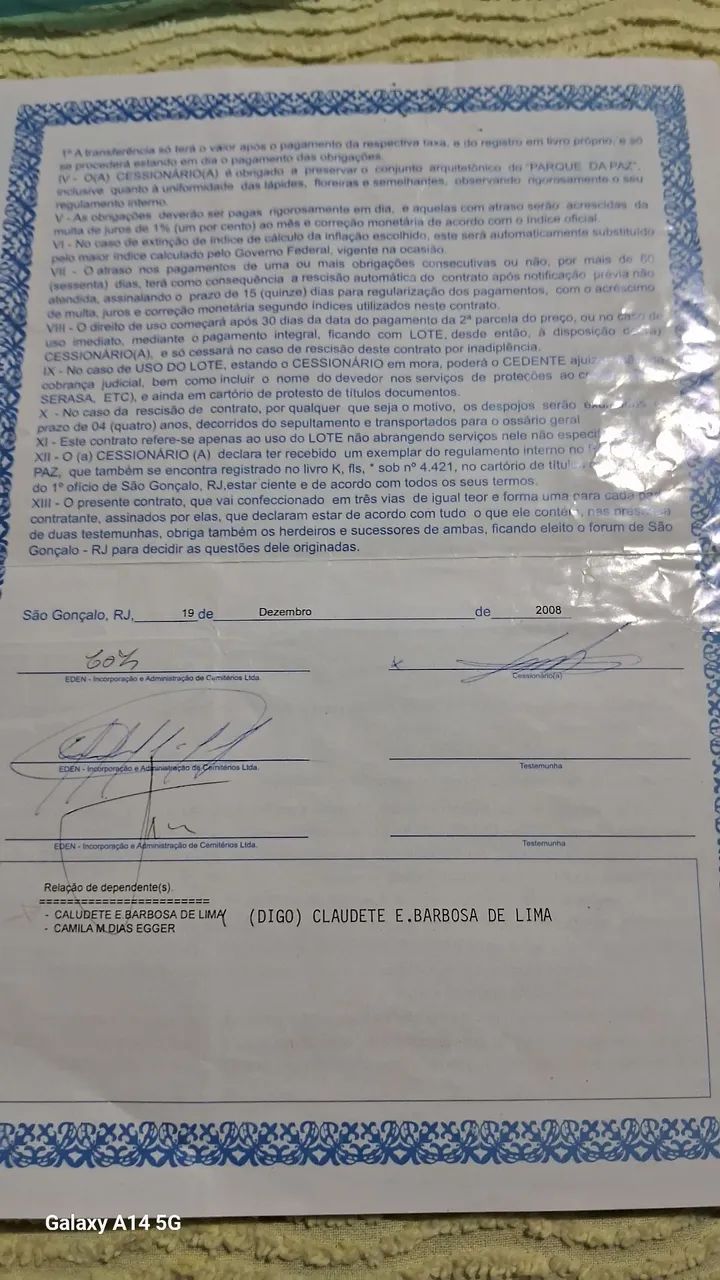 1º A transferência só terá o valor após o pagamento da respectiva taxa, e do registro em livro próprio, e só
se procederá estando em dia o pagamento das obrigações.
IV - O(A) CESSIONÁRIO(A) é obrigado a preservar o conjunto arquitetônico do "PARQUE DA PAZ",
inclusive quanto à uniformidade das lápides, floreiras e semelhantes, observando rigorosamente o seu
regulamento interno.
V - As obrigações deverão ser pagas rigorosamente em dia, e aquelas com atraso serão acrescidas da
multa de juros de 1% (um por cento) ao mês e correção monetária de acordo com o índice oficial.
VI - No caso de extinção de índice de cálculo da inflação escolhido, este será automaticamente substituído
pelo maior índice calculado pelo Governo Federal, vigente na ocasião.
VII - O atraso nos pagamentos de uma ou mais obrigações consecutivas ou não, por mais de 60
(sessenta) dias, terá como consequência a rescisão automática do contrato após notificação prévia não
atendida, assinalando o prazo de 15 (quinze) dias para regularização dos pagamentos, com o acréscimo
de multa, juros e correção monetária segundo índices utilizados neste contrato.
VIII - O direito de uso começará após 30 dias da data do pagamento da 2ª parcela do preço, ou no caso de
uso imediato, mediante o pagamento integral, ficando com LOTE, desde então, à disposição
CESSIONÁRIO(A), e só cessará no caso de rescisão deste contrato por inadiplência.
IX - No caso de USO DO LOTE, estando o CESSIONÁRIO em mora, poderá o CEDENTE
cobrança judicial, bem como incluir o nome do devedor nos serviços de proteções ao
SERASA, ETC), e ainda em cartório de protesto de títulos documentos.
X - No caso da rescisão de contrato, por qualquer que seja o motivo, os despojos serão
prazo de 04 (quatro) anos, decorridos do sepultamento e transportados para o ossário geral
XI - Este contrato refere-se apenas ao uso do LOTE não abrangendo serviços nele não
XII - O (a) CESSIONÁRIO (A) declara ter recebido um exemplar do regulamento interno no
PAZ, que também se encontra registrado no livro K, fls, * sob nº 4.421, no cartório de
do 1º ofício de São Gonçalo, RJ,estar ciente e de acordo com todos os seus termos.
XIII - O presente contrato, que vai confeccionado em três vias de igual teor e forma uma para cada
contratante, assinados por elas, que declaram estar de acordo com tudo o que ele contém, nas
de duas testemunhas, obriga também os herdeiros e sucessores de ambas, ficando eleito o forum de São
Gonçalo - RJ para decidir as questões dele originadas.
São Gonçalo, RJ, 19 de Dezembro de 2008
EDEN - Incorporação e Administração de Cemitérios Ltda. Cessionário(a)
EDEN - Incorporação e Administração de Cemitérios Ltda. Testemunha
EDEN - Incorporação e Administração de Cemitérios Ltda. Testemunha
Relação de dependente(s).
=========================
- CALUDETE E.BARBOSA DE LIMA (DIGO) CLAUDETE E.BARBOSA DE LIMA
- CAMILA M.DIAS EGGER
Galaxy A14 5G